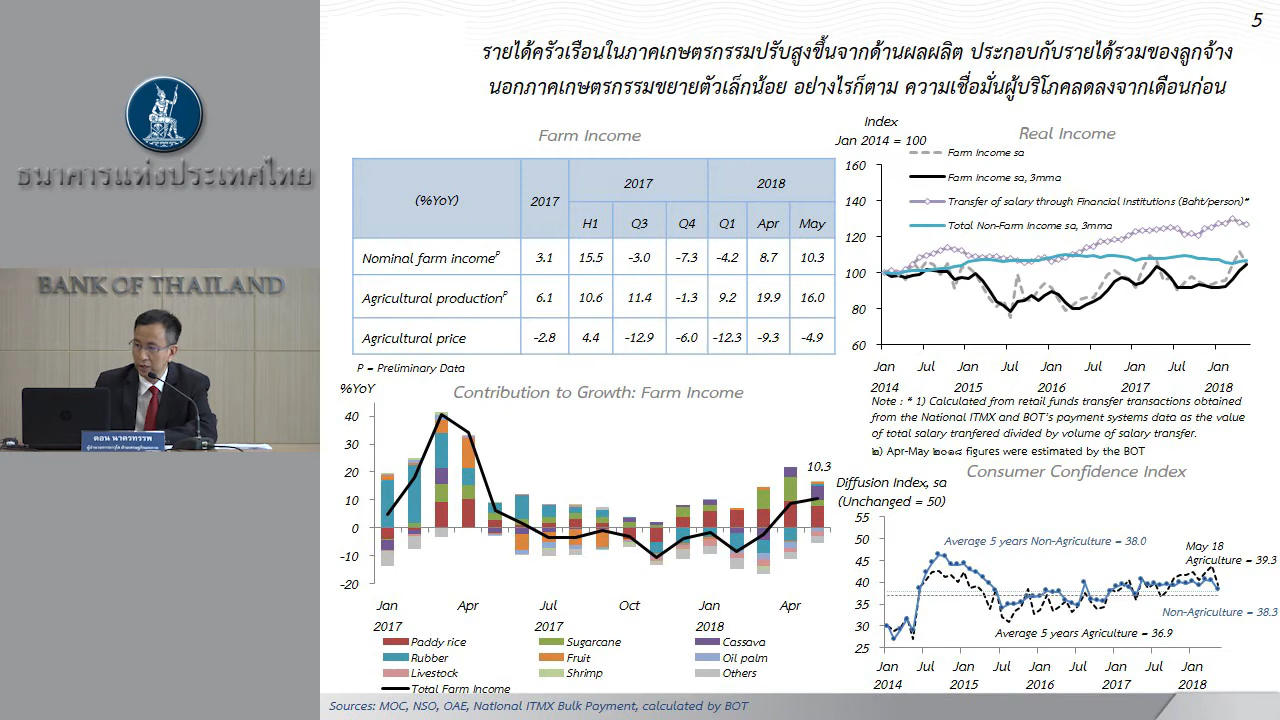 5
รายได้ครัวเรือนในภาคเกษตรกรรมปรับสูงขึ้นจากด้านผลผลิต ประกอบกับรายได้รวมของลูกจ้าง
นอกภาคเกษตรกรรมขยายตัวเล็กน้อย อย่างไรก็ตาม ความเชื่อมั่นผู้บริโภคลดลงจากเดือนก่อน
ธนาคารแห่งประเทศไทย
BANK OF THAILAND
ดอน นาครทรรพ
Farm Income
(%YoY) 2017 2017 2018
H1 Q3 Q4 Q1 Apr May
Nominal farm incomeᴾ 3.1 15.5 -3.0 -7.3 -4.2 8.7 10.3
Agricultural productionᴾ 6.1 10.6 11.4 -1.3 9.2 19.9 16.0
Agricultural price -2.8 4.4 -12.9 -6.0 -12.3 -9.3 -4.9
P = Preliminary Data
Index
Jan 2014 = 100
Real Income
Farm Income sa
Farm Income sa, 3mma
Transfer of salary through Financial Institutions (Baht/person)*
Total Non-Farm Income sa, 3mma
160
140
120
100
80
60
Jan Jul Jan Jul Jan Jul Jan Jul Jan
2014 2015 2016 2017 2018
Note : * 1) Calculated from retail funds transfer transactions obtained
from the National ITMX and BOT's payment systems data as the value
of total salary tranfered divided by volume of salary transfer.
๒) Apr-May ๒๐๑๘ figures were estimated by the BOT
%YoY
Contribution to Growth: Farm Income
40
30
20
10
0
-10
-20
10.3
Jan Apr Jul Oct Jan Apr
2017 2017 2018
Paddy rice Sugarcane Cassava
Rubber Fruit Oil palm
Livestock Shrimp Others
Total Farm Income
Consumer Confidence Index
Diffusion Index, sa
(Unchanged = 50)
55
50
45
40
35
30
25
Average 5 years Non-Agriculture = 38.0
May 18
Agriculture = 39.3
Non-Agriculture = 38.3
Average 5 years Agriculture = 36.9
Jan Jul Jan Jul Jan Jul Jan Jul Jan
2014 2015 2016 2017 2018
Sources: MOC, NSO, OAE, National ITMX Bulk Payment, calculated by BOT